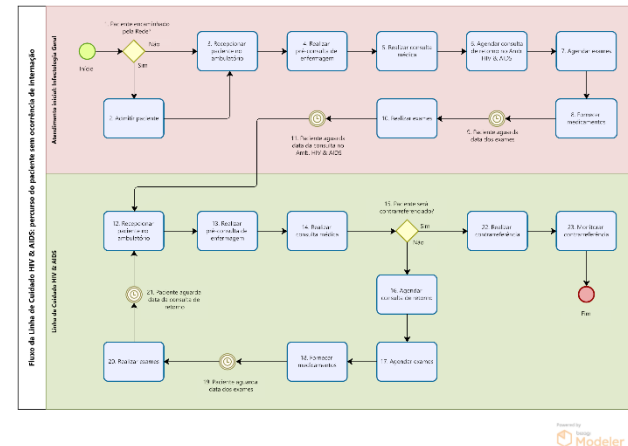 Fluxo da Linha de Cuidado HIV & AIDS: percurso do paciente sem ocorrência de internação
Atendimento Inicial: Infectologia Geral
Início
1. Paciente encaminhado
pela Rede?
Não
Sim
2. Admitir paciente
3. Recepcionar
paciente no
ambulatório
4. Realizar
pré-consulta de
enfermagem
5. Realizar consulta
médica
6. Agendar consulta
de retorno no Amb.
HIV & AIDS
7. Agendar exames
8. Fornecer
medicamentos
9. Paciente aguarda
data dos exames
10. Realizar exames
11. Paciente aguarda
data da consulta no
Amb. HIV & AIDS
Linha de Cuidado HIV & AIDS
12. Recepcionar
paciente no
ambulatório
13. Realizar
pré-consulta de
enfermagem
14. Realizar
consulta médica
15. Paciente será
contrarreferenciado?
Sim
Não
16. Agendar
consulta de retorno
17. Agendar exames
18. Fornecer
medicamentos
19. Paciente aguarda
data dos exames
20. Realizar exames
21. Paciente aguarda
data da consulta de
retorno
22. Realizar
contrarreferência
23. Monitorar
contrarreferência
Fim
Powered by
bizagi
Modeler